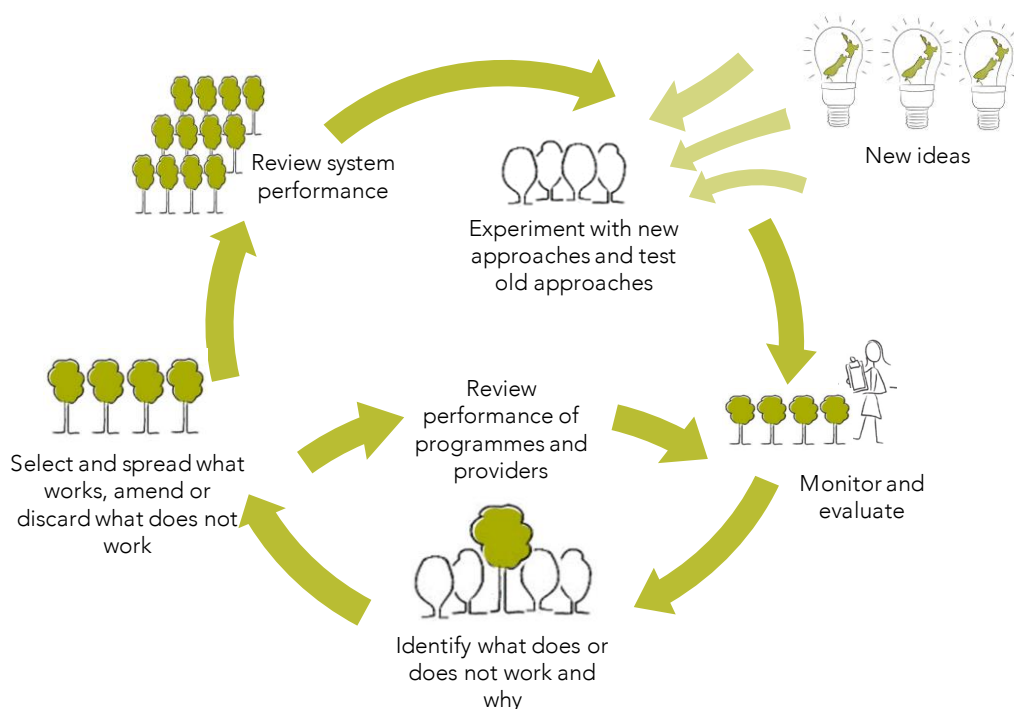 New ideas
Review system
performance
Experiment with new
approaches and test
old approaches
Review
performance of
programmes and
providers
Select and spread what
works, amend or
discard what does not
work
Monitor and
evaluate
Identify what does or
does not work and
why